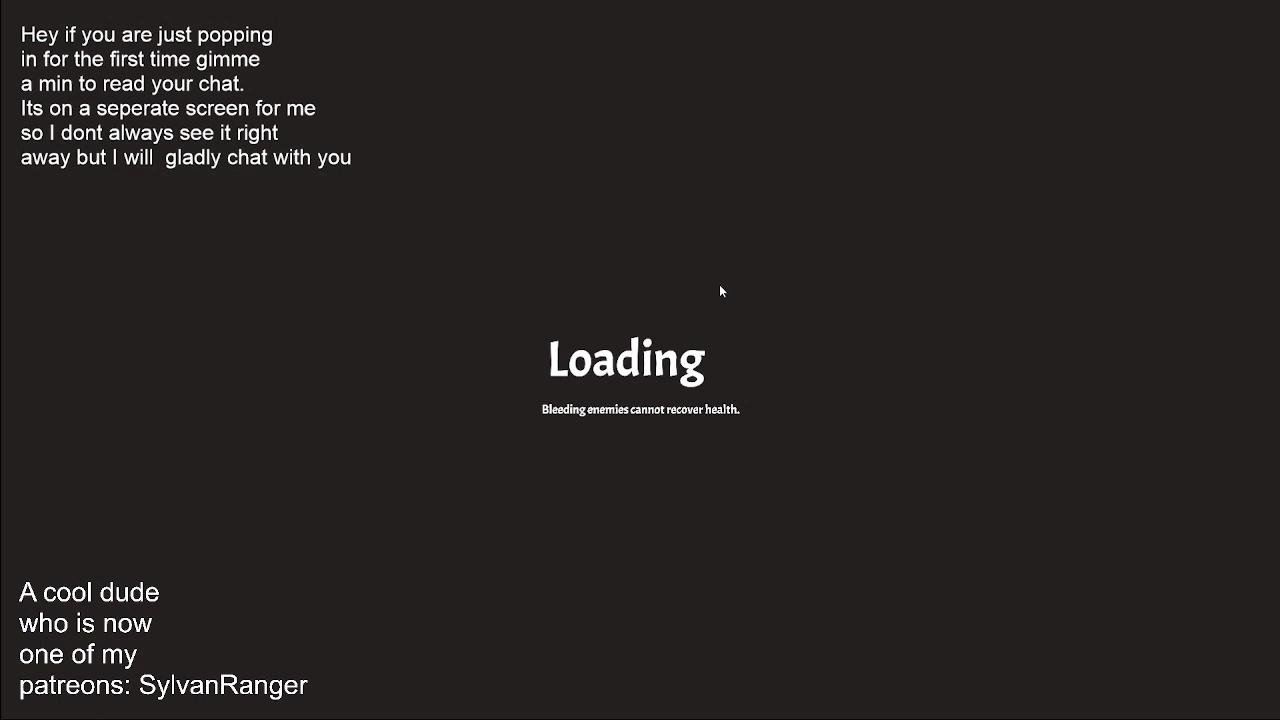 Hey if you are just popping
in for the first time gimme
a min to read your chat.
Its on a seperate screen for me
so I dont always see it right
away but I will  gladly chat with you
Loading
Bleeding enemies cannot recover health.
A cool dude
who is now
one of my
patreons: SylvanRanger